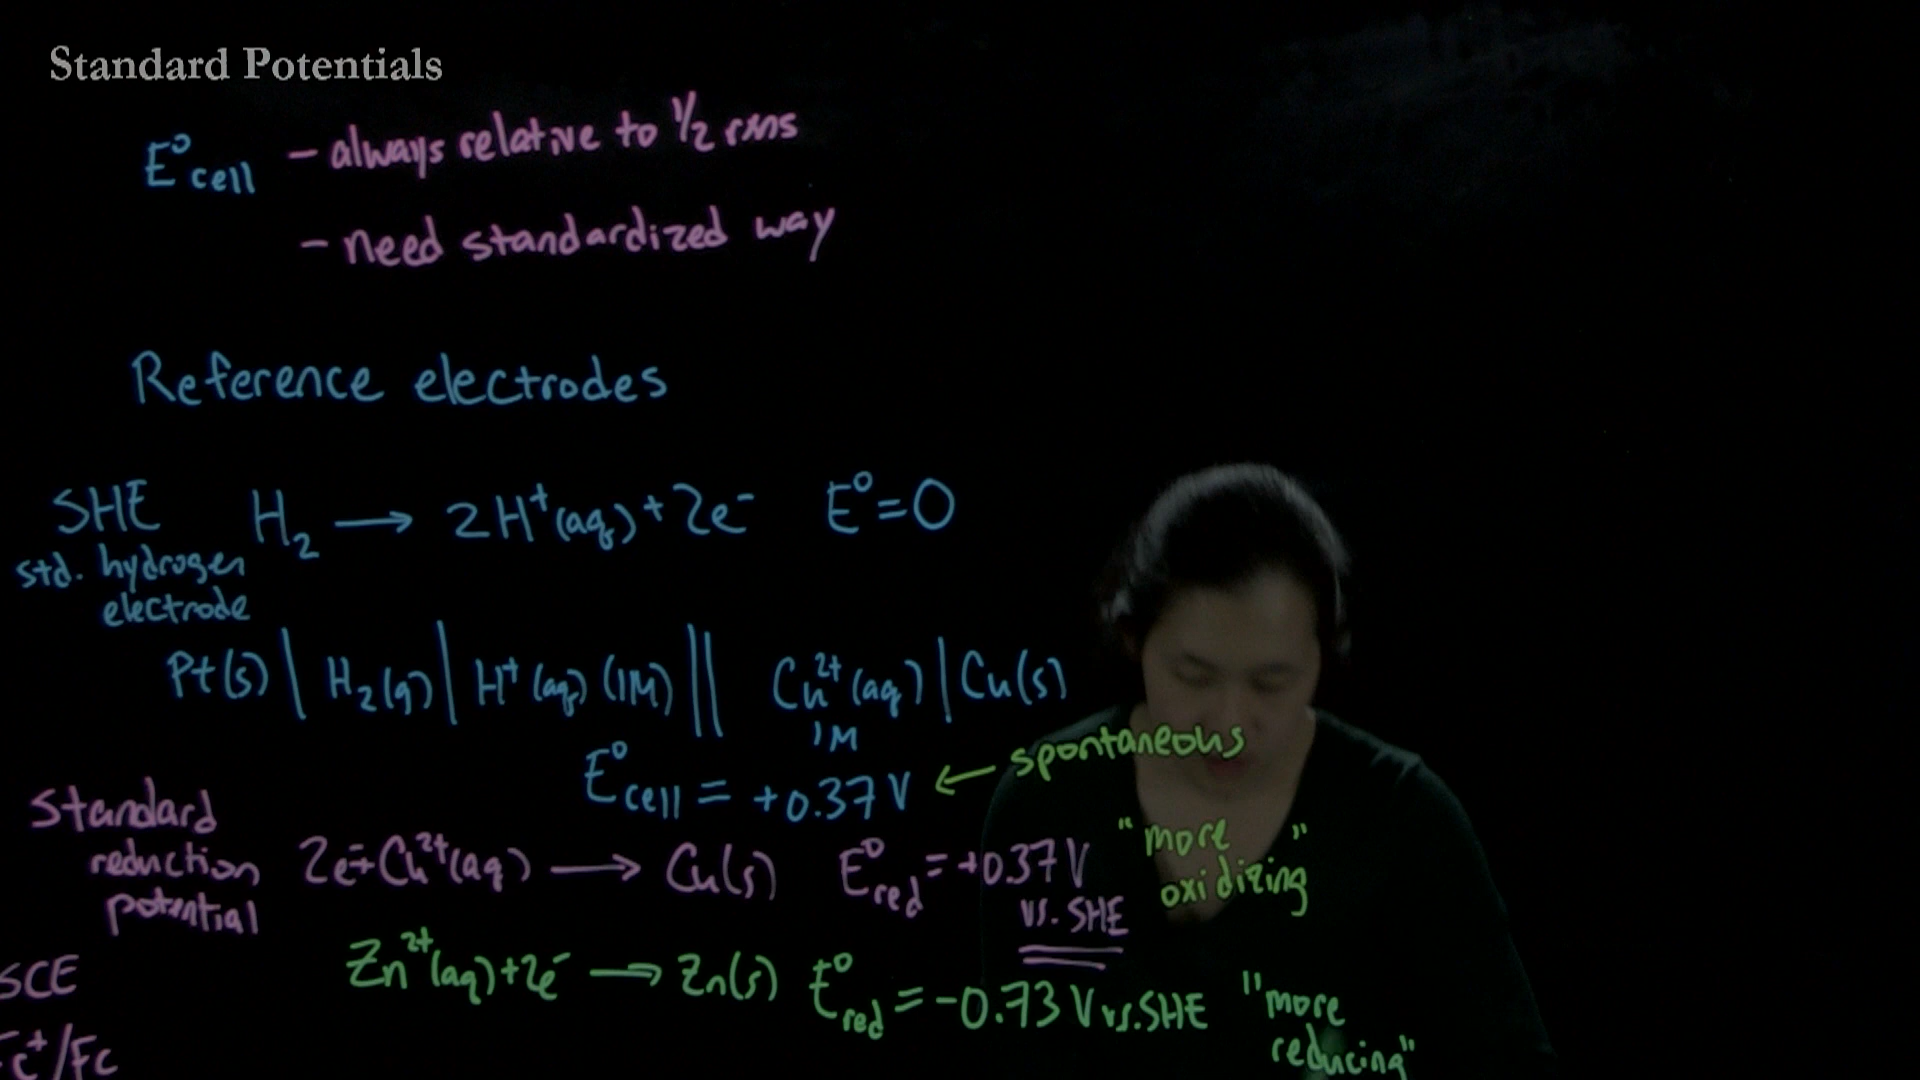 Standard Potentials
E°cell – always relative to 1/2 rxns
– need standardized way
Reference electrodes
SHE H₂ → 2H⁺(aq) + 2e⁻ E° = 0
std. hydrogen
electrode
Pt(s) | H₂(g) | H⁺(aq) (1M) || Cu²⁺(aq) | Cu(s)
1M
E°cell = +0.37 V ← spontaneous
Standard
reduction
potential
2e⁻ + Cu²⁺(aq) → Cu(s) E°red = +0.37 V
vs. SHE
"more
oxidizing"
Zn²⁺(aq) + 2e⁻ → Zn(s) E°red = -0.73 V vs. SHE
"more
reducing"
SCE
Fc⁺/Fc